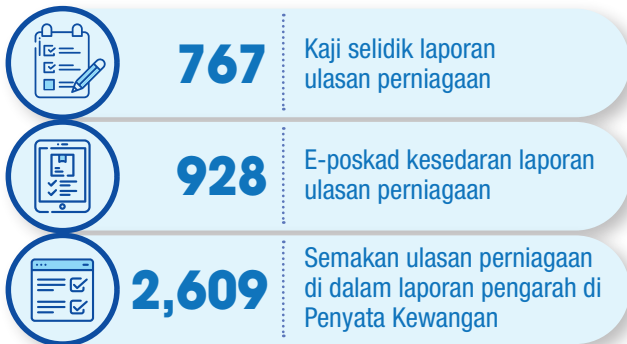 767
Kaji selidik laporan
ulasan perniagaan
928
E-poskad kesedaran laporan
ulasan perniagaan
2,609
Semakan ulasan perniagaan
di dalam laporan pengarah di
Penyata Kewangan